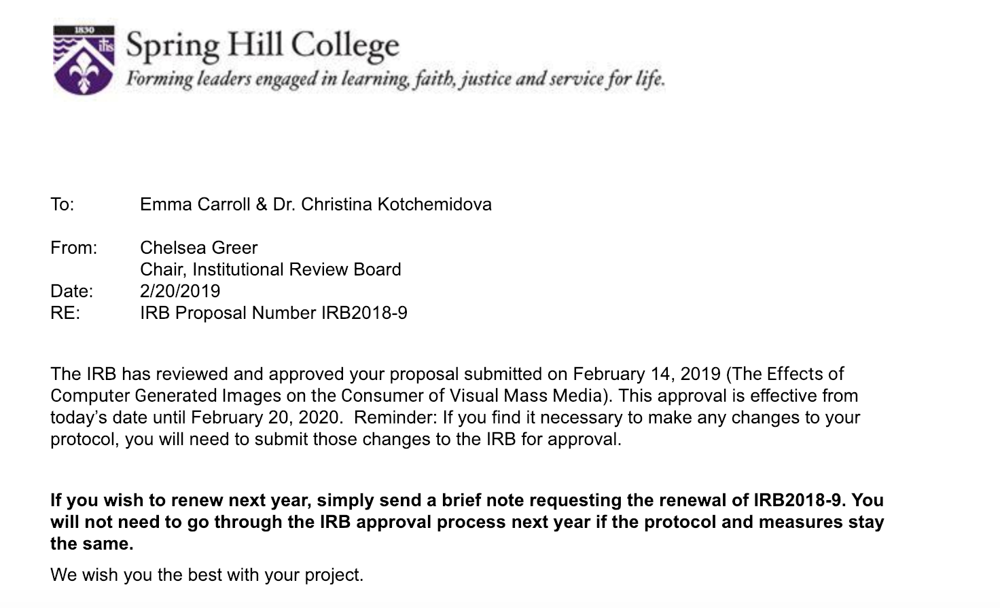 1830
ihs
Spring Hill College
Forming leaders engaged in learning, faith, justice and service for life.
To: Emma Carroll & Dr. Christina Kotchemidova
From: Chelsea Greer
Chair, Institutional Review Board
Date: 2/20/2019
RE: IRB Proposal Number IRB2018-9
The IRB has reviewed and approved your proposal submitted on February 14, 2019 (The Effects of
Computer Generated Images on the Consumer of Visual Mass Media). This approval is effective from
today’s date until February 20, 2020.  Reminder: If you find it necessary to make any changes to your
protocol, you will need to submit those changes to the IRB for approval.
If you wish to renew next year, simply send a brief note requesting the renewal of IRB2018-9. You
will not need to go through the IRB approval process next year if the protocol and measures stay
the same.
We wish you the best with your project.